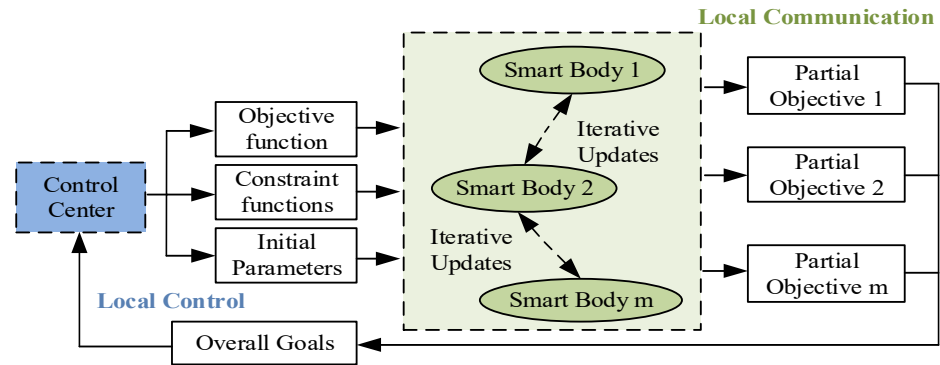 Local Communication
Smart Body 1
Partial
Objective 1
Objective
function
Iterative
Updates
Control
Center
Constraint
functions
Smart Body 2
Partial
Objective 2
Initial
Parameters
Iterative
Updates
Partial
Objective m
Local Control
Smart Body m
Overall Goals